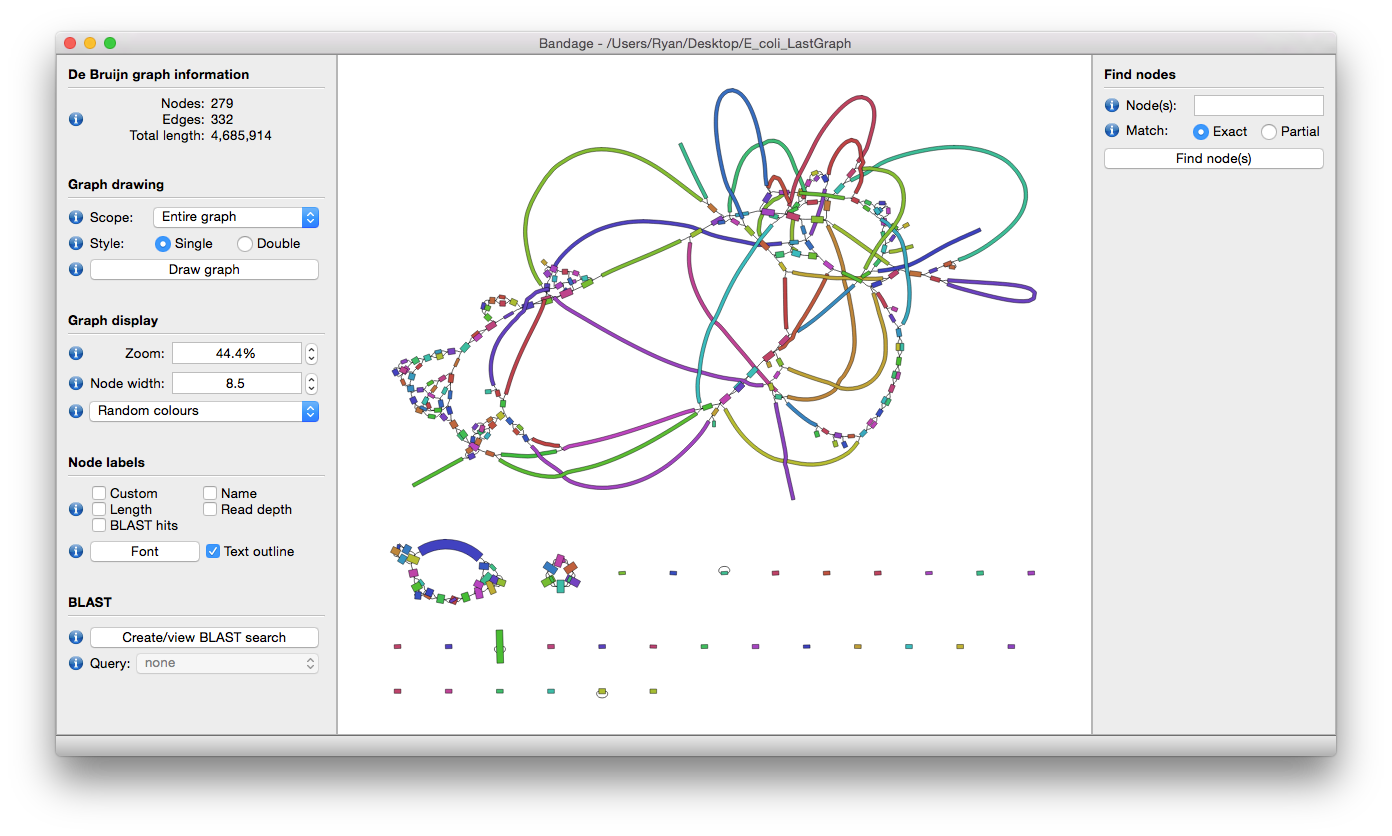 Bandage - /Users/Ryan/Desktop/E_coli_LastGraph
De Bruijn graph information
Nodes: 279
Edges: 332
Total length: 4,685,914
Graph drawing
Scope: Entire graph
Style: Single Double
Draw graph
Graph display
Zoom: 44.4%
Node width: 8.5
Random colours
Node labels
Custom Name
Length Read depth
BLAST hits
Font Text outline
BLAST
Create/view BLAST search
Query: none
Find nodes
Node(s):
Match: Exact Partial
Find node(s)